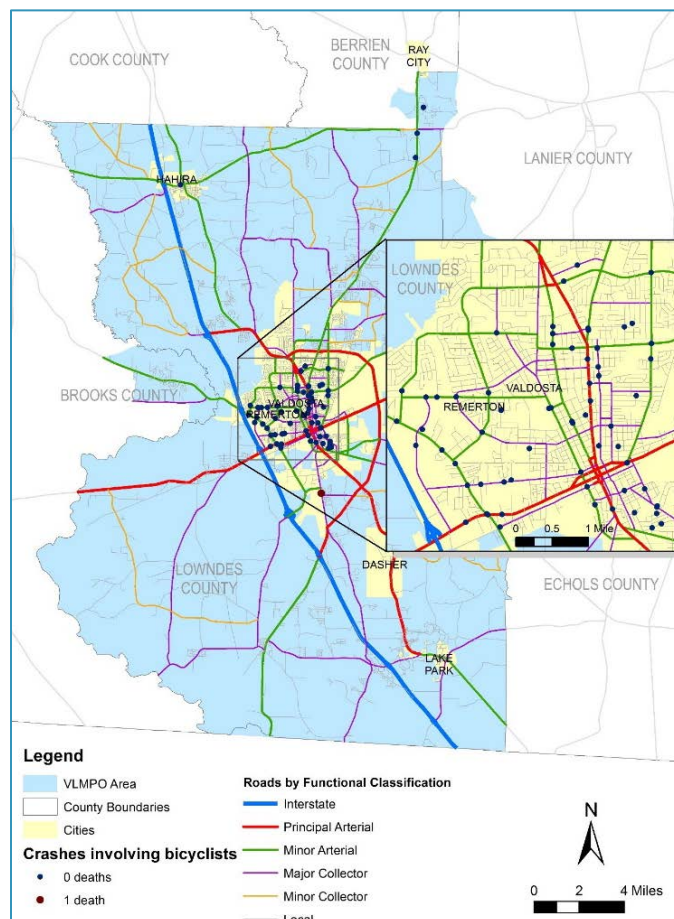 BERRIEN
COUNTY
COOK COUNTY
RAY
CITY
LANIER COUNTY
HAHIRA
LOWNDES
COUNTY
BROOKS COUNTY
VALDOSTA
REMERTON
VALDOSTA
REMERTON
0 0.5 1 Mile
DASHER
LOWNDES
COUNTY
ECHOLS COUNTY
LAKE
PARK
Legend
VLMPO Area
County Boundaries
Cities
Crashes involving bicyclists
0 deaths
1 death
Roads by Functional Classification
Interstate
Principal Arterial
Minor Arterial
Major Collector
Minor Collector
Local
N
0 2 4 Miles